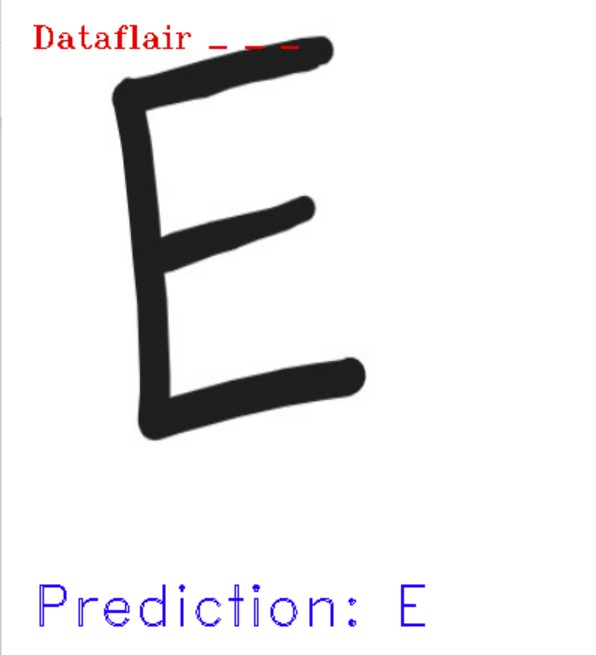 Dataflair _ _ _
E
Prediction: E